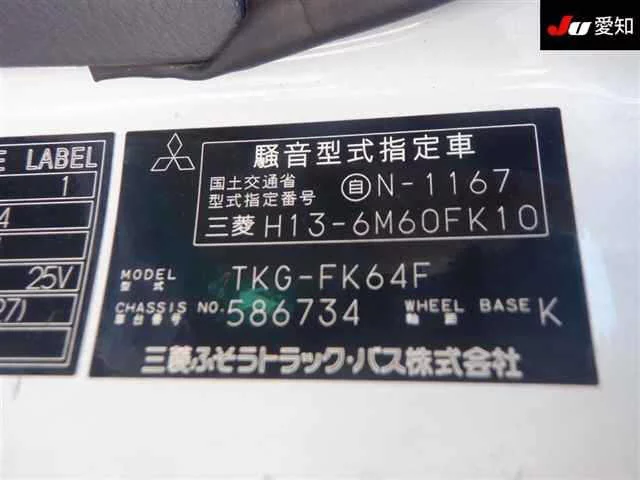 JU 愛知
E LABEL
1
4
25V
27)
騒音型式指定車
国土交通省
型式指定番号 自N-1167
三菱 H13-6M60FK10
MODEL
型式 TKG-FK64F
CHASSIS NO.
車台番号 586734 WHEEL BASE
軸距 K
三菱ふそうトラック・バス株式会社